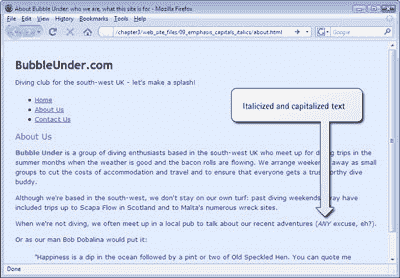 About Bubble Under: who we are, what this site is for - Mozilla Firefox
File Edit View History Bookmarks Tools Help
/chapter3/web_site_files/09_emphasis_capitals_italics/about.html
BubbleUnder.com
Diving club for the south-west UK - let's make a splash!
Home
About Us
Contact Us
Italicized and capitalized text
About Us
Bubble Under is a group of diving enthusiasts based in the south-west UK who meet up for diving trips in the
summer months when the weather is good and the bacon rolls are flowing. We arrange weekends away as small
groups to cut the costs of accommodation and travel and to ensure that everyone gets a trustworthy dive
buddy.
Although we're based in the south-west, we don't stay on our own turf: past diving weekends have
included trips up to Scapa Flow in Scotland and to Malta's numerous wreck sites.
When we're not diving, we often meet up in a local pub to talk about our recent adventures (ANY excuse, eh?).
Or as our man Bob Dobalina would put it:
"Happiness is a dip in the ocean followed by a pint or two of Old Speckled Hen. You can quote me
Done